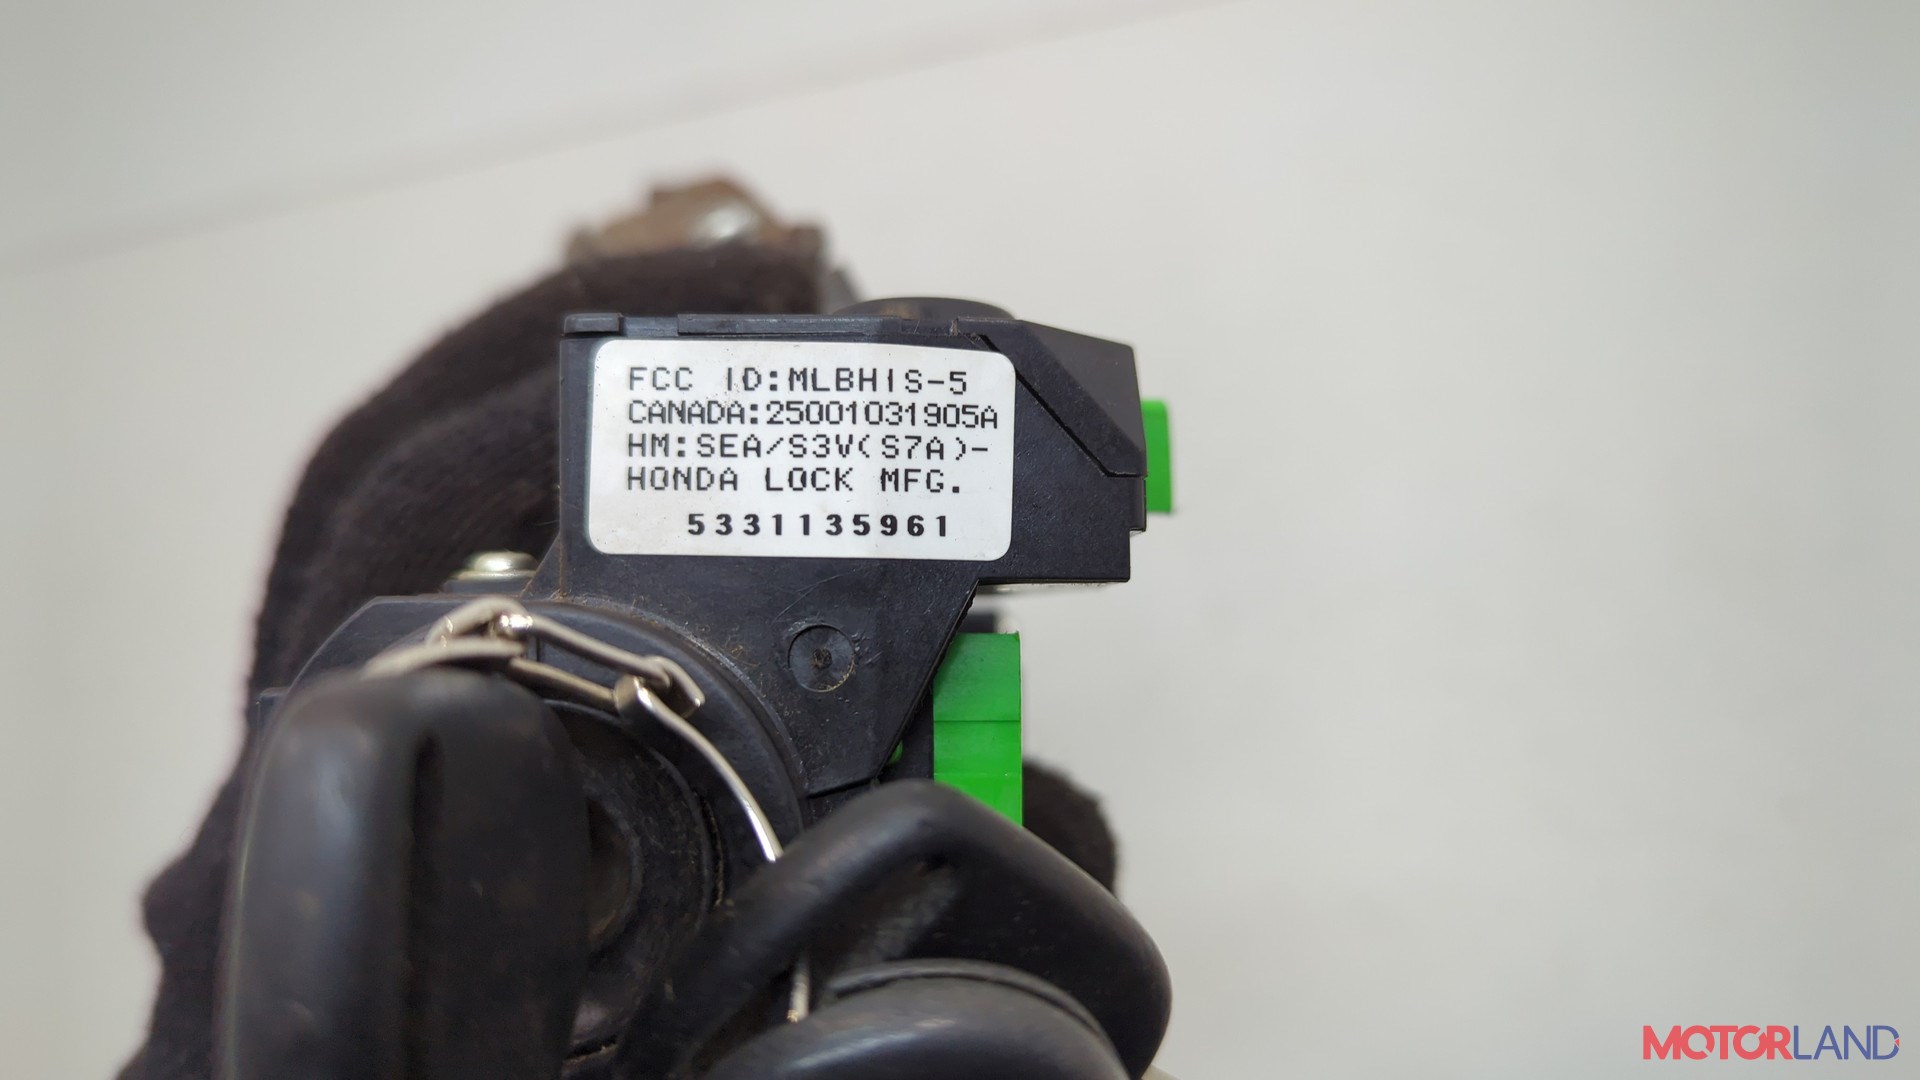 FCC ID:MLBHIS-5
CANADA:25001031905A
HM:SEA/S3V(S7A)-
HONDA LOCK MFG.
5331135961
MOTORLAND